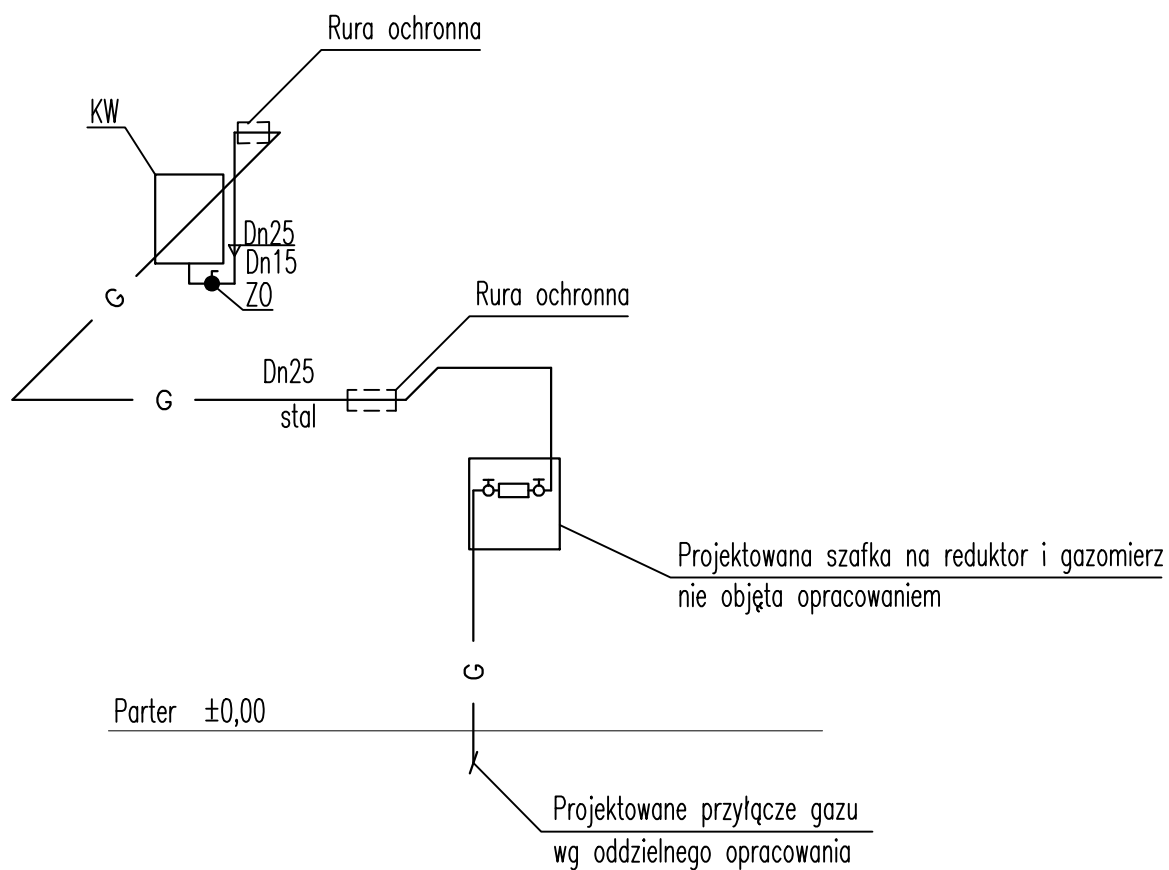 Rura ochronna
KW
Dn25
Dn15
ZO
G
Rura ochronna
Dn25
G
stal
Projektowana szafka na reduktor i gazomierz
nie objęta opracowaniem
G
Parter ±0,00
Projektowane przyłącze gazu
wg oddzielnego opracowania